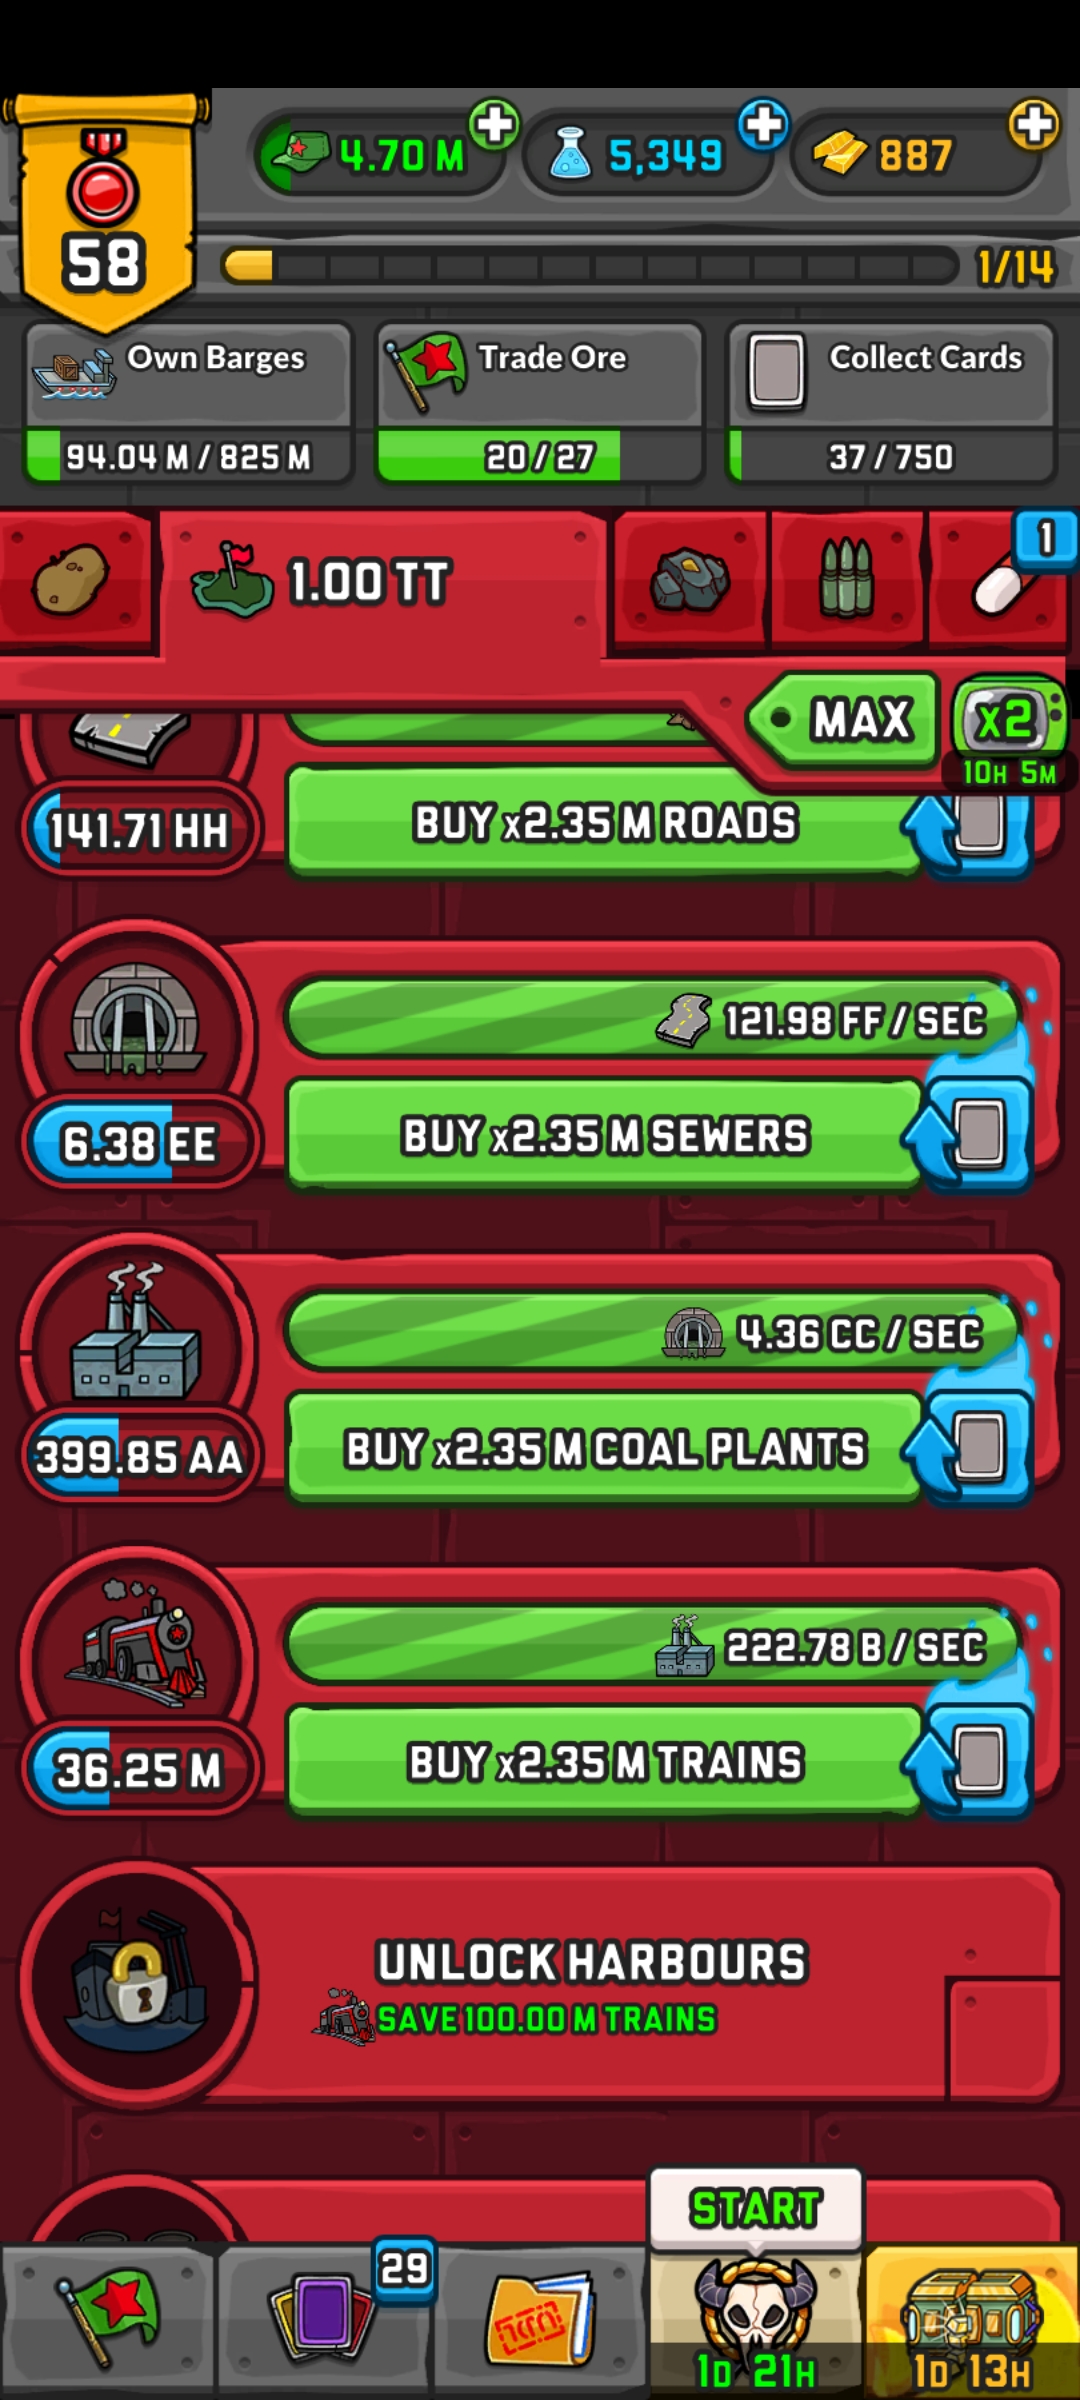 58
4.70 M
5,349
887
1/14
Own Barges
94.04 M / 825 M
Trade Ore
20 / 27
Collect Cards
37 / 750
1.00 TT
1
MAX
x2
10H 5M
141.71 HH
BUY x2.35 M ROADS
121.98 FF / SEC
6.38 EE
BUY x2.35 M SEWERS
4.36 CC / SEC
399.85 AA
BUY x2.35 M COAL PLANTS
222.78 B / SEC
36.25 M
BUY x2.35 M TRAINS
UNLOCK HARBOURS
SAVE 100.00 M TRAINS
START
29
1D 21H
1D 13H